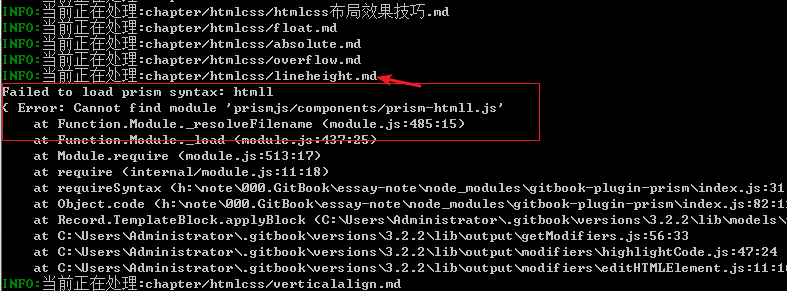 INFO:当前正在处理:chapter/htmlcss/htmlcss布局效果技巧.md
INFO:当前正在处理:chapter/htmlcss/float.md
INFO:当前正在处理:chapter/htmlcss/absolute.md
INFO:当前正在处理:chapter/htmlcss/overflow.md
INFO:当前正在处理:chapter/htmlcss/lineheight.md
Failed to load prism syntax: htmll
{ Error: Cannot find module 'prismjs/components/prism-htmll.js'
at Function.Module._resolveFilename (module.js:485:15)
at Function.Module._load (module.js:437:25)
at Module.require (module.js:513:17)
at require (internal/module.js:11:18)
at requireSyntax (h:\note\000.GitBook\essay-note\node_modules\gitbook-plugin-prism\index.js:31
at Object.code (h:\note\000.GitBook\essay-note\node_modules\gitbook-plugin-prism\index.js:82:1
at Record.TemplateBlock.applyBlock (C:\Users\Administrator\.gitbook\versions\3.2.2\lib\models\
at C:\Users\Administrator\.gitbook\versions\3.2.2\lib\output\getModifiers.js:56:33
at C:\Users\Administrator\.gitbook\versions\3.2.2\lib\output\modifiers\highlightCode.js:47:24
at C:\Users\Administrator\.gitbook\versions\3.2.2\lib\output\modifiers\editHTMLElement.js:11:1
INFO:当前正在处理:chapter/htmlcss/verticalalign.md